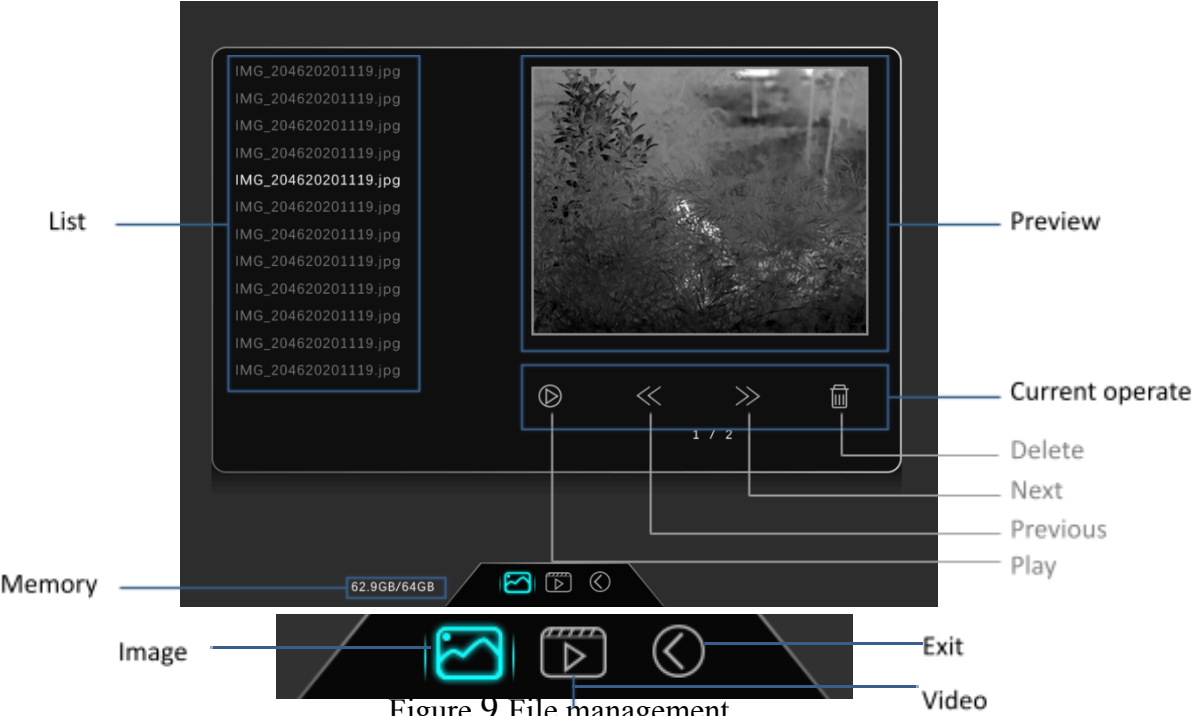 IMG_204620201119.jpg
IMG_204620201119.jpg
IMG_204620201119.jpg
IMG_204620201119.jpg
IMG_204620201119.jpg
IMG_204620201119.jpg
IMG_204620201119.jpg
IMG_204620201119.jpg
IMG_204620201119.jpg
IMG_204620201119.jpg
IMG_204620201119.jpg
IMG_204620201119.jpg
List
Preview
Current operate
1 / 2
Delete
Next
Previous
Play
Memory
62.9GB/64GB
Image
Exit
Video
Figure 9 File management